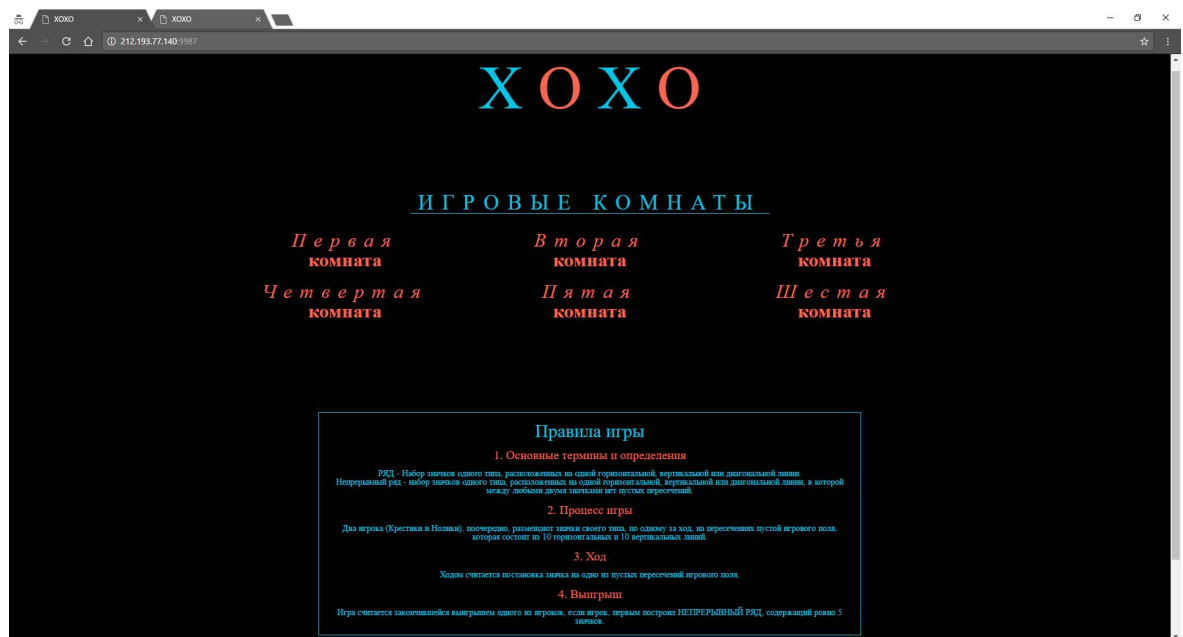 XOXO
XOXO
212.193.77.140:9987
XOXO
ИГРОВЫЕ КОМНАТЫ
Первая Вторая Третья
комната комната комната
Четвертая Пятая Шестая
комната комната комната
Правила игры
1. Основные термины и определения
РЯД - Набор значков одного типа, расположенных на одной горизонтальной, вертикальной или диагональной линии.
Непрерывный ряд - набор значков одного типа, расположенных на одной горизонтальной, вертикальной или диагональной линии, в которой
между любыми двумя значками нет пустых пересечений.
2. Процесс игры
Два игрока (Крестики и Нолики), поочередно, размещают значки своего типа, по одному за ход, на пересечениях пустой игрового поля,
которая состоит из 10 горизонтальных и 10 вертикальных линий.
3. Ход
Ходом считается постановка значка на одно из пустых пересечений игрового поля.
4. Выигрыш
Игра считается закончившейся выигрышем одного из игроков, если игрок, первым построил НЕПРЕРЫВНЫЙ РЯД, содержащий ровно 5
значков.